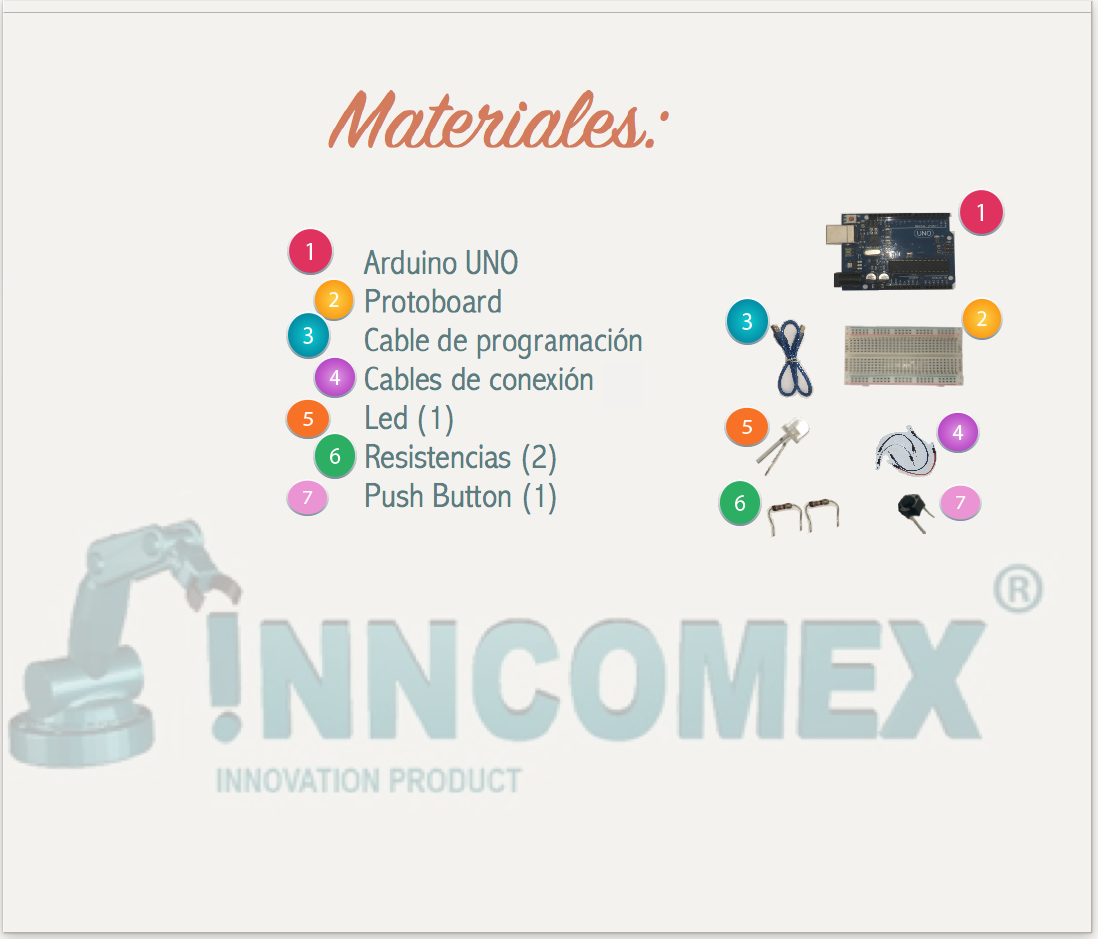 Materiales:
1 Arduino UNO
2 Protoboard
3 Cable de programación
4 Cables de conexión
5 Led (1)
6 Resistencias (2)
7 Push Button (1)
1
UNO
3
2
5
4
6
7
¡NNCOMEX ®
INNOVATION PRODUCT